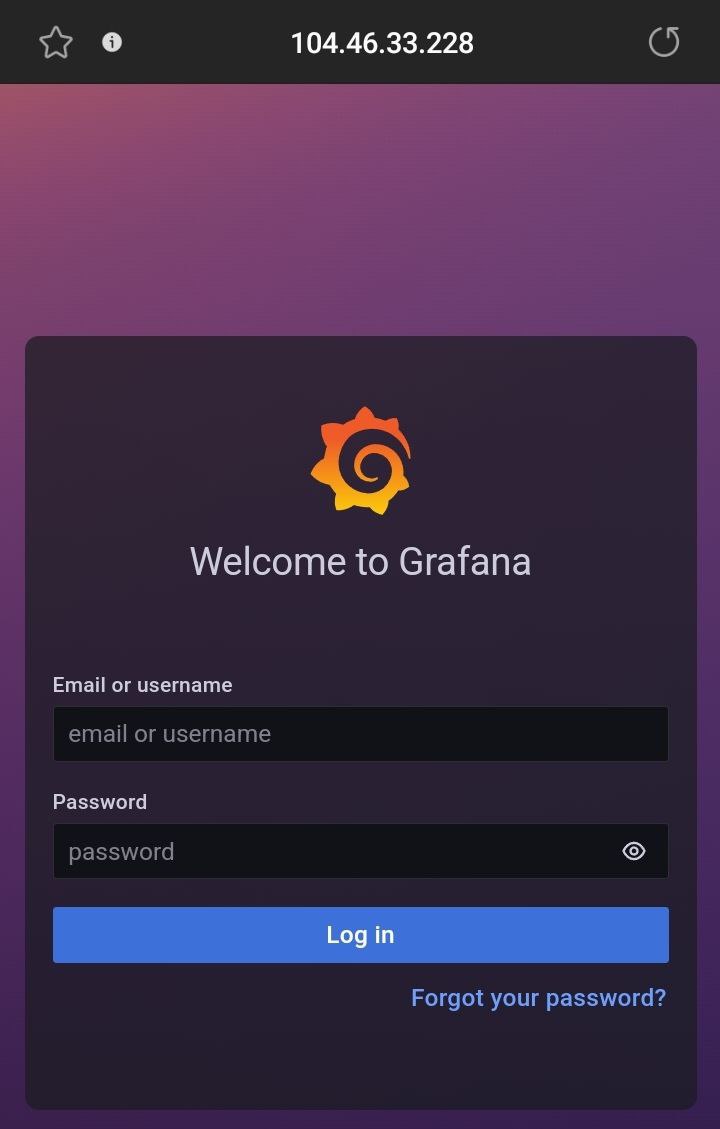 104.46.33.228
Welcome to Grafana
Email or username
email or username
Password
password
Log in
Forgot your password?